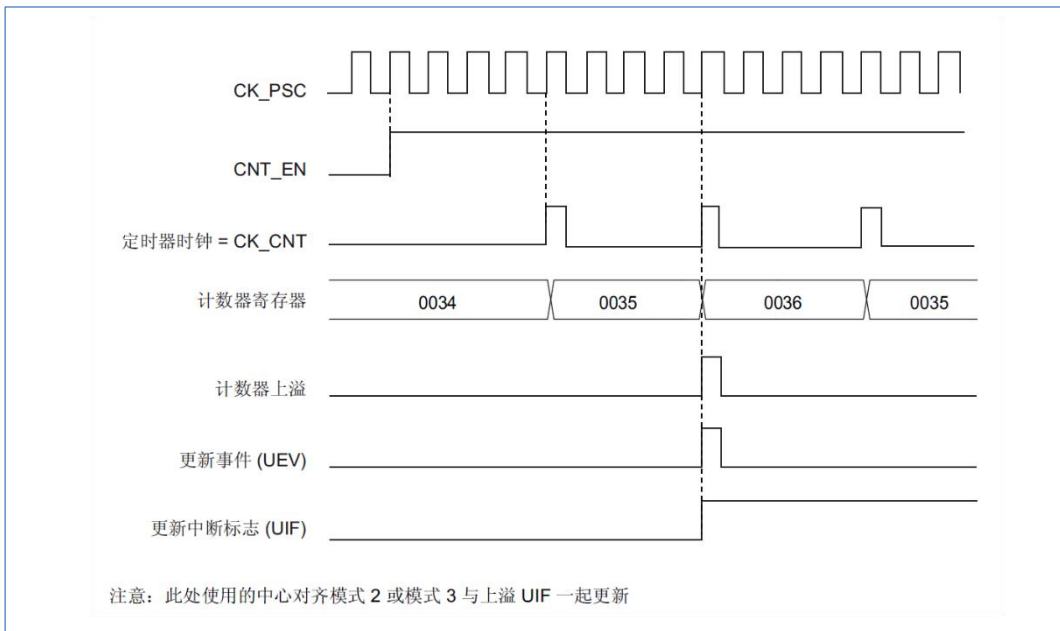 CK_PSC
CNT_EN
定时器时钟 = CK_CNT
计数器寄存器 0034 0035 0036 0035
计数器上溢
更新事件 (UEV)
更新中断标志 (UIF)
注意：此处使用的中心对齐模式 2 或模式 3 与上溢 UIF 一起更新